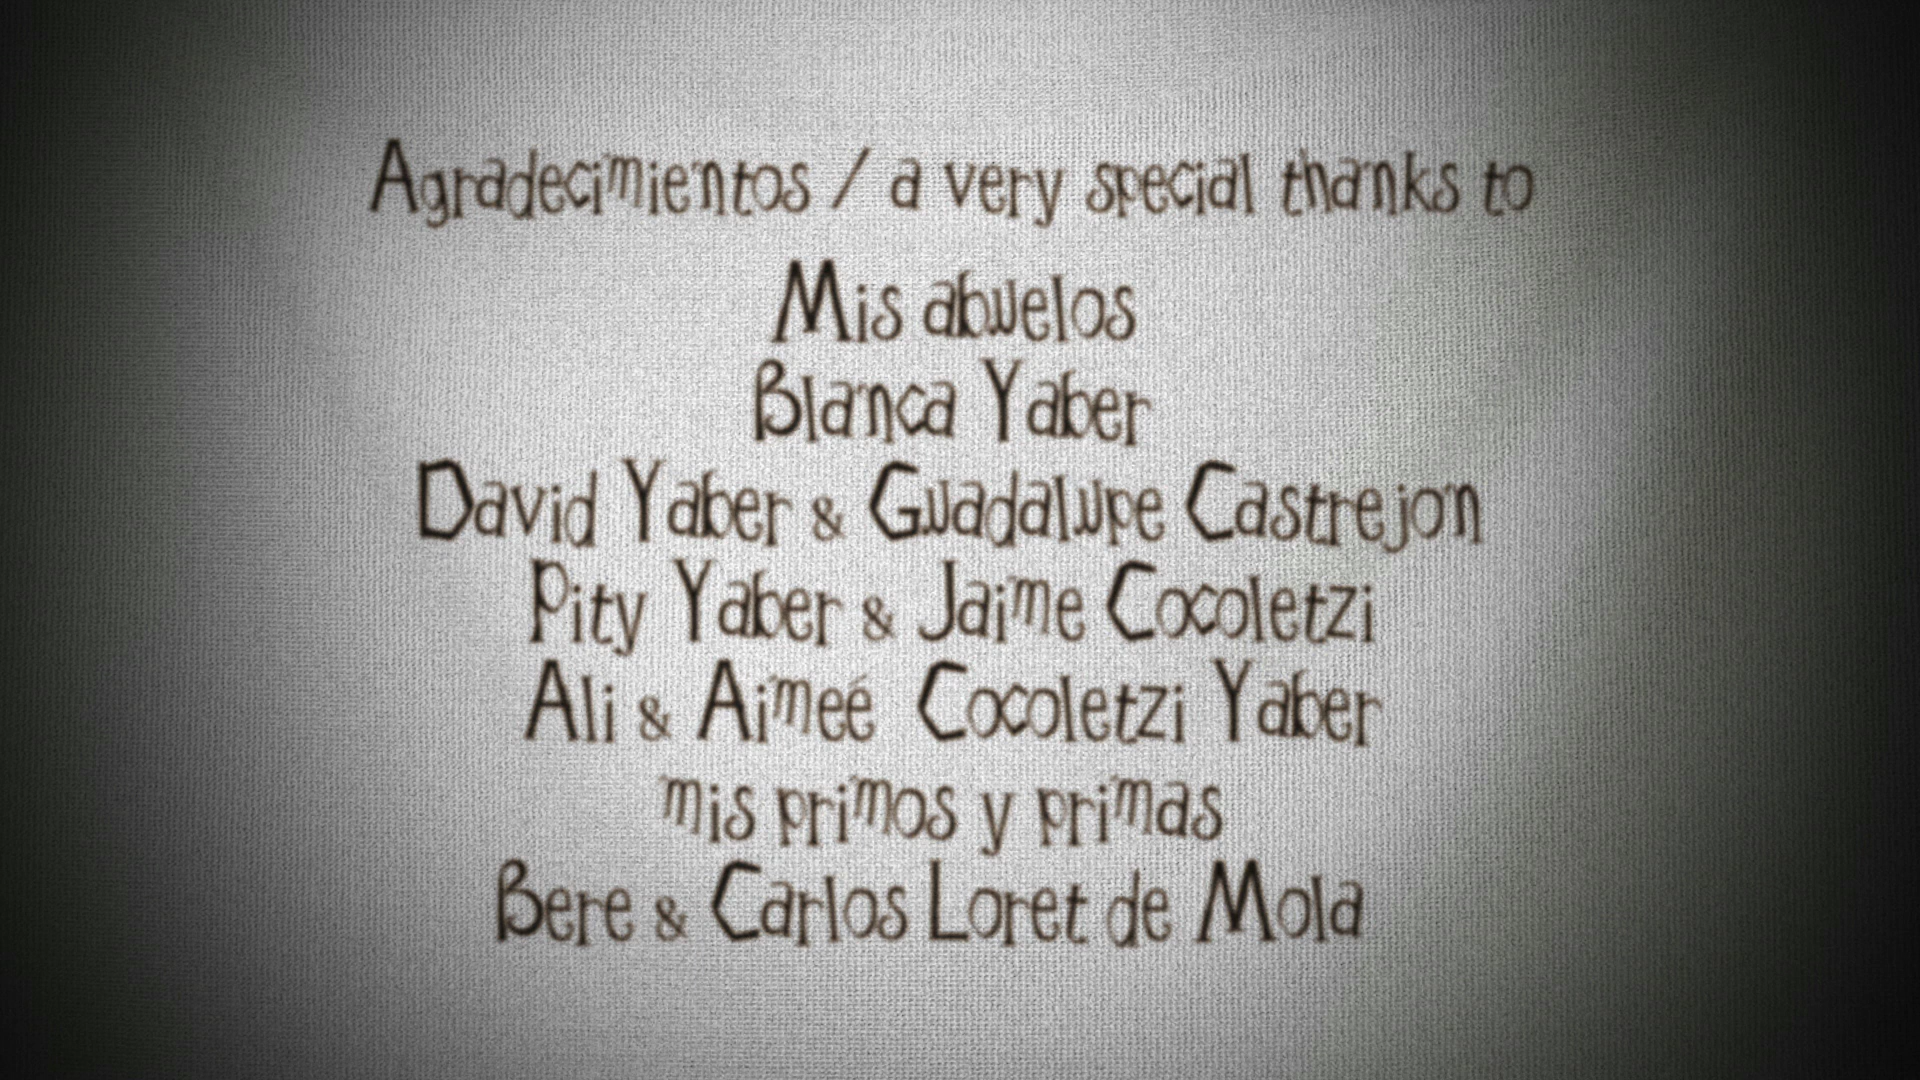 Agradecimientos / a very special thanks to
Mis abuelos
Blanca Yaber
David Yaber & Guadalupe Castrejon
Pity Yaber & Jaime Cocoletzi
Ali & Aimeé Cocoletzi Yaber
mis primos y primas
Bere & Carlos Loret de Mola